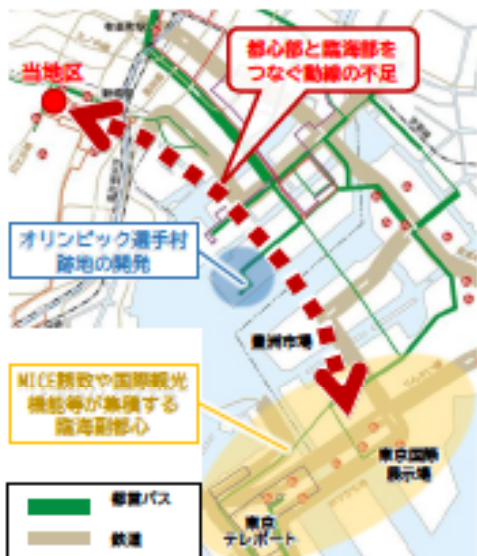 当地区
都心部と臨海部を
つなぐ動線の不足
オリンピック選手村
跡地の開発
豊洲市場
MICE誘致や国際観光
機能等が集積する
臨海副都心
東京国際
展示場
東京
テレポート
都営バス
鉄道